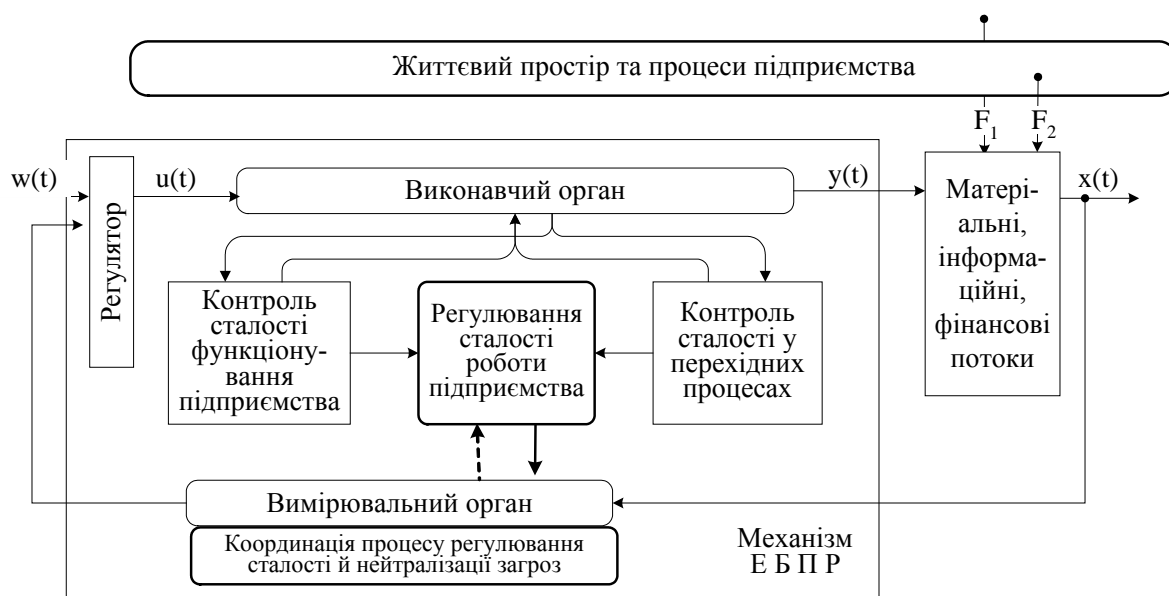 Життєвий простір та процеси підприємства
F1
F2
w(t)
u(t)
Виконавчий орган
y(t)
x(t)
Регулятор
Матері-
альні,
інформа-
ційні,
фінансові
потоки
Контроль
сталості
функціону-
вання
підприємства
Регулювання
сталості
роботи
підприємства
Контроль
сталості у
перехідних
процесах
Вимірювальний орган
Координація процесу регулювання
сталості й нейтралізації загроз
Механізм
Е Б П Р